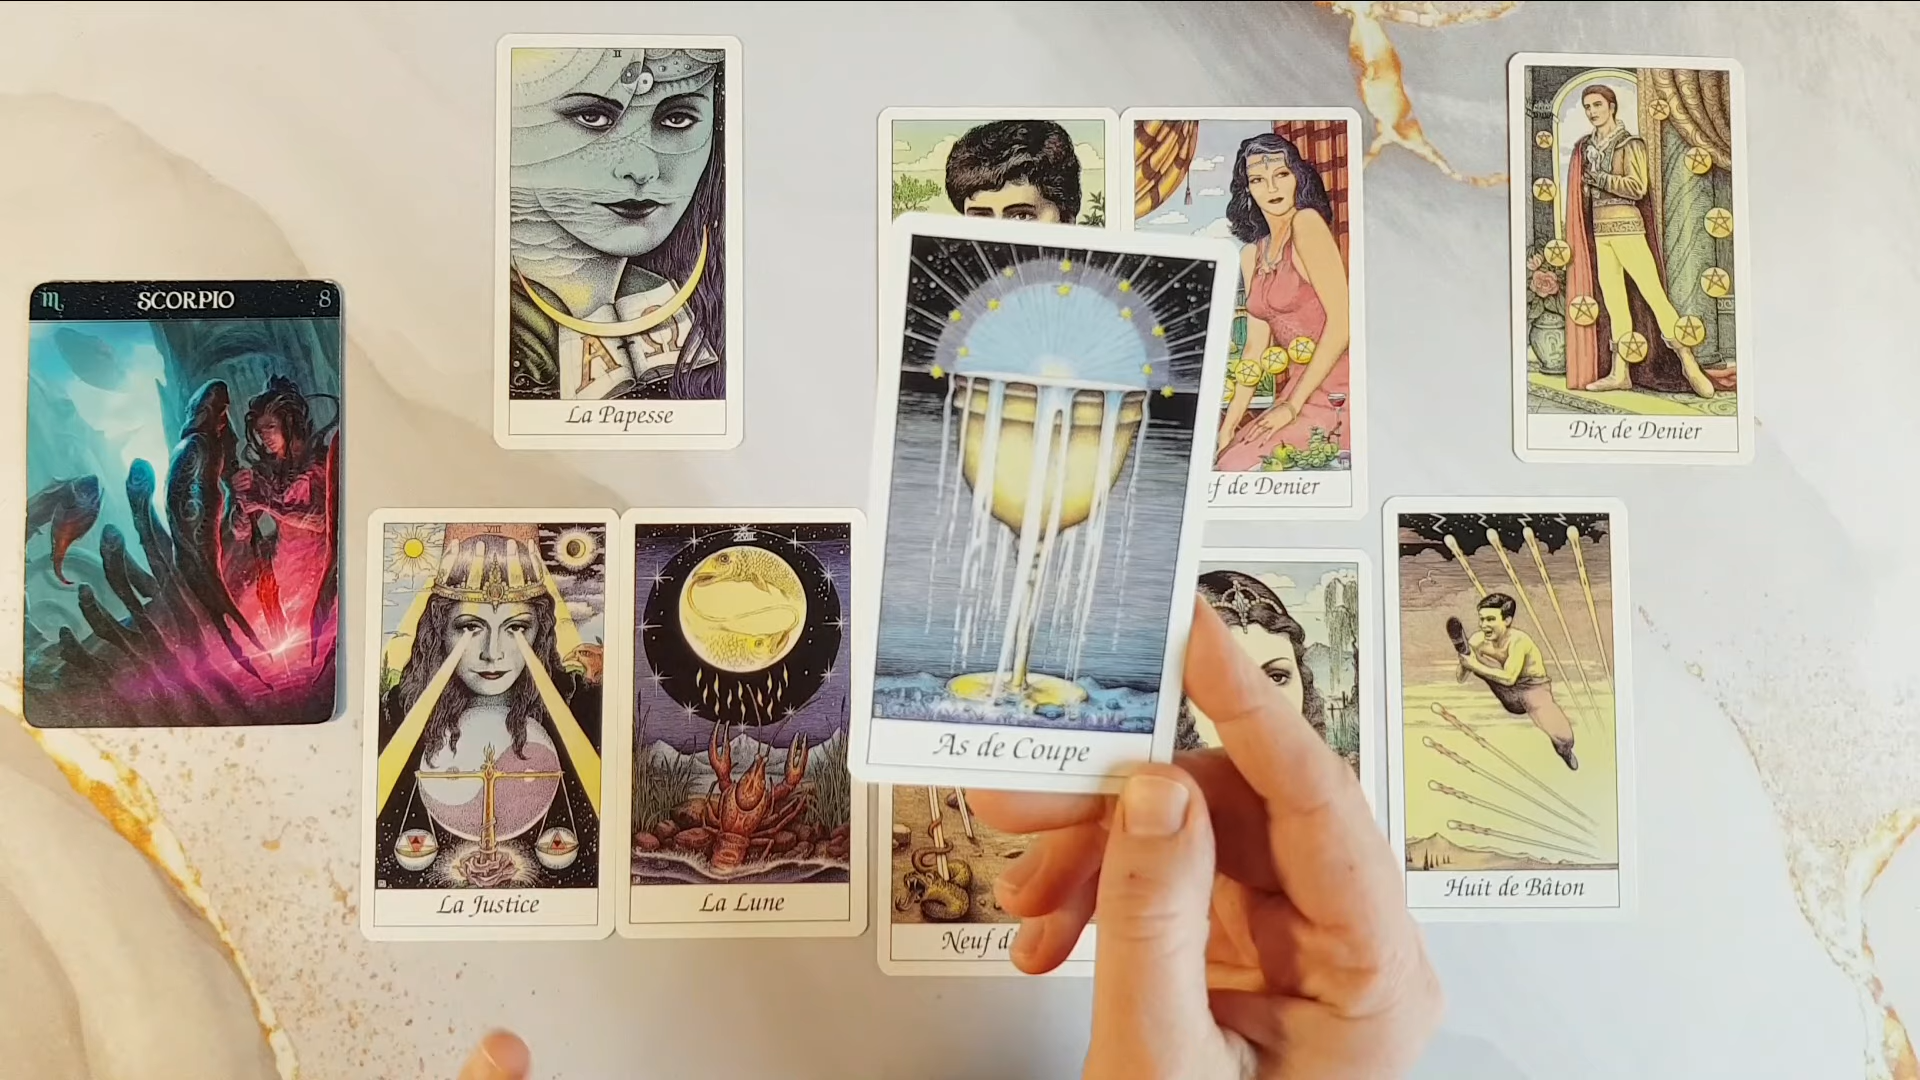 II
La Papesse
Dix de Denier
SCORPIO 8
A Ω
f de Denier
As de Coupe
VIII
La Justice
XVIII
La Lune
Neuf d
Huit de Bâton